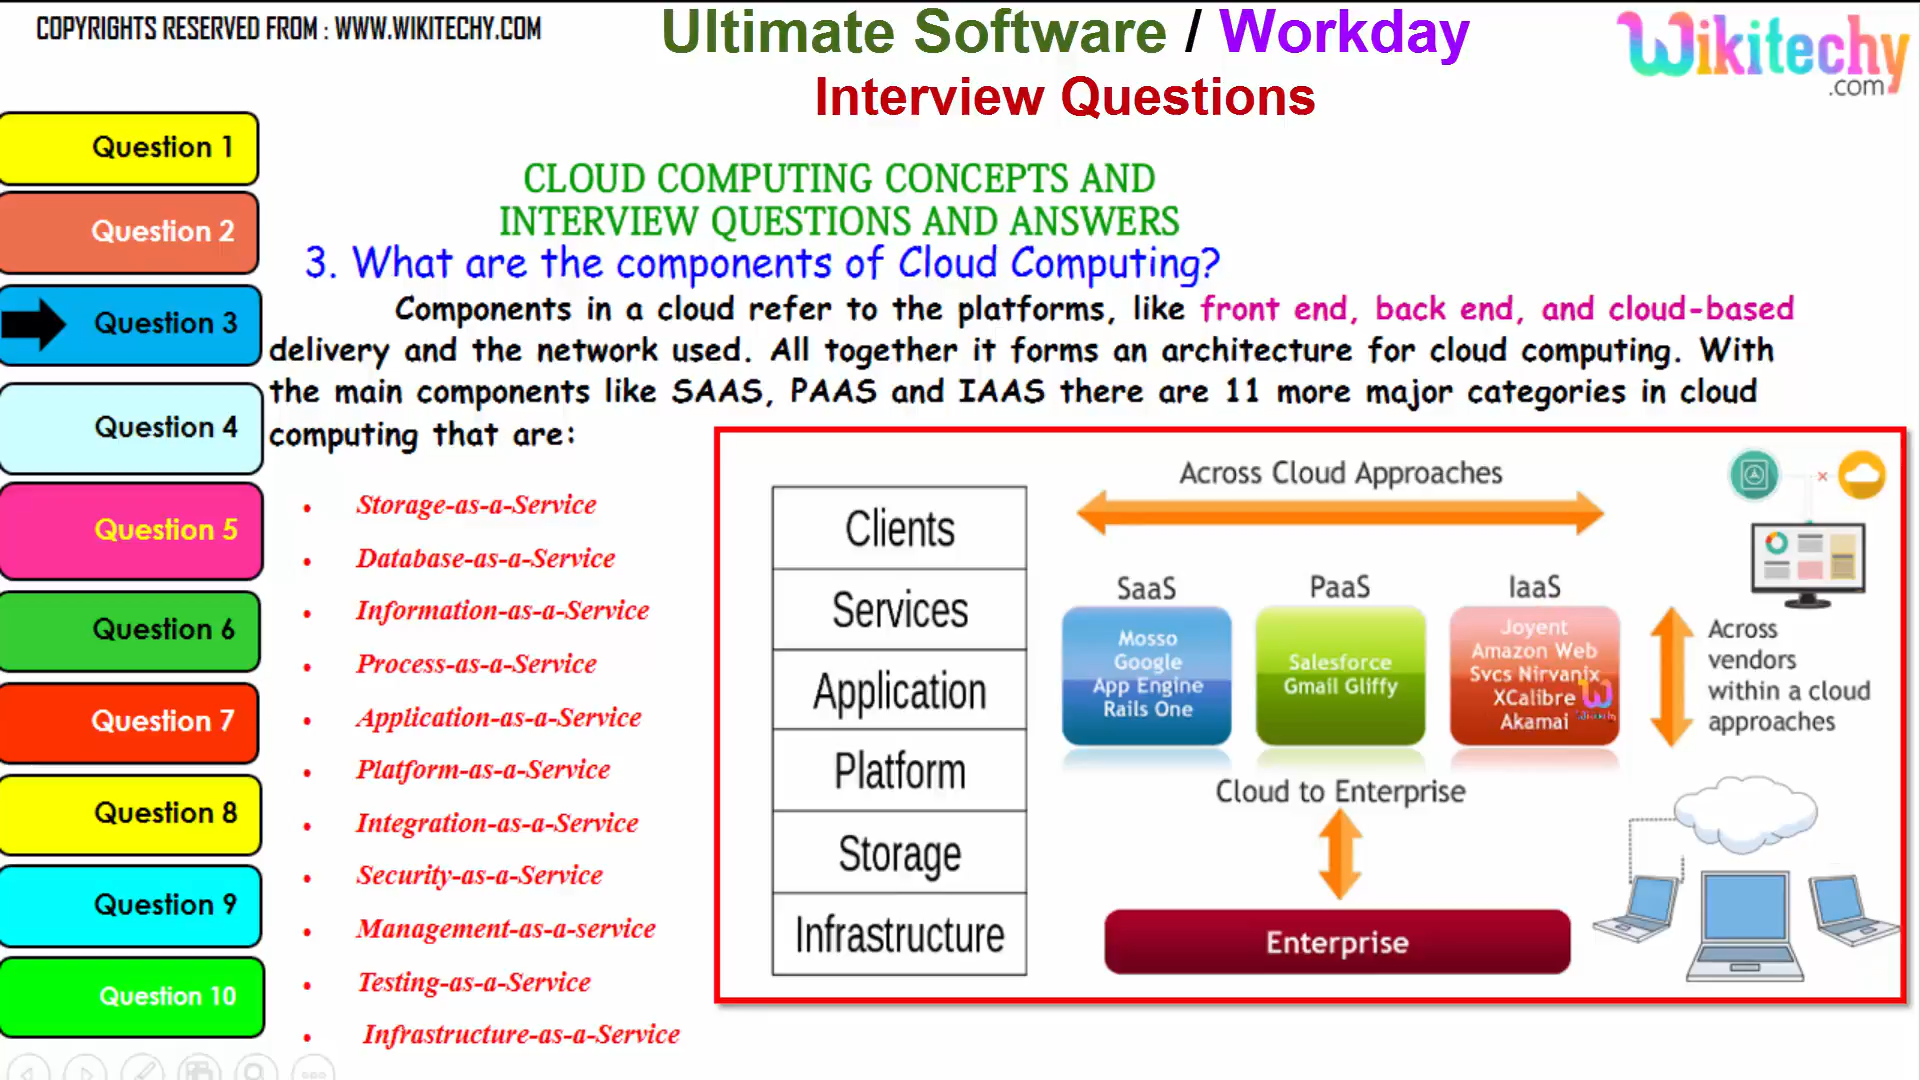 COPYRIGHTS RESERVED FROM : WWW.WIKITECHY.COM
Ultimate Software / Workday
Interview Questions
Wikitechy
.com
Question 1
Question 2
Question 3
Question 4
Question 5
Question 6
Question 7
Question 8
Question 9
Question 10
CLOUD COMPUTING CONCEPTS AND
INTERVIEW QUESTIONS AND ANSWERS
3. What are the components of Cloud Computing?
Components in a cloud refer to the platforms, like front end, back end, and cloud-based
delivery and the network used. All together it forms an architecture for cloud computing. With
the main components like SAAS, PAAS and IAAS there are 11 more major categories in cloud
computing that are:
• Storage-as-a-Service
• Database-as-a-Service
• Information-as-a-Service
• Process-as-a-Service
• Application-as-a-Service
• Platform-as-a-Service
• Integration-as-a-Service
• Security-as-a-Service
• Management-as-a-service
• Testing-as-a-Service
• Infrastructure-as-a-Service
Clients
Services
Application
Platform
Storage
Infrastructure
Across Cloud Approaches
SaaS
Mosso
Google
App Engine
Rails One
PaaS
Salesforce
Gmail Gliffy
IaaS
Joyent
Amazon Web
Svcs Nirvanix
XCalibre
Akamai
Across
vendors
within a cloud
approaches
Cloud to Enterprise
Enterprise